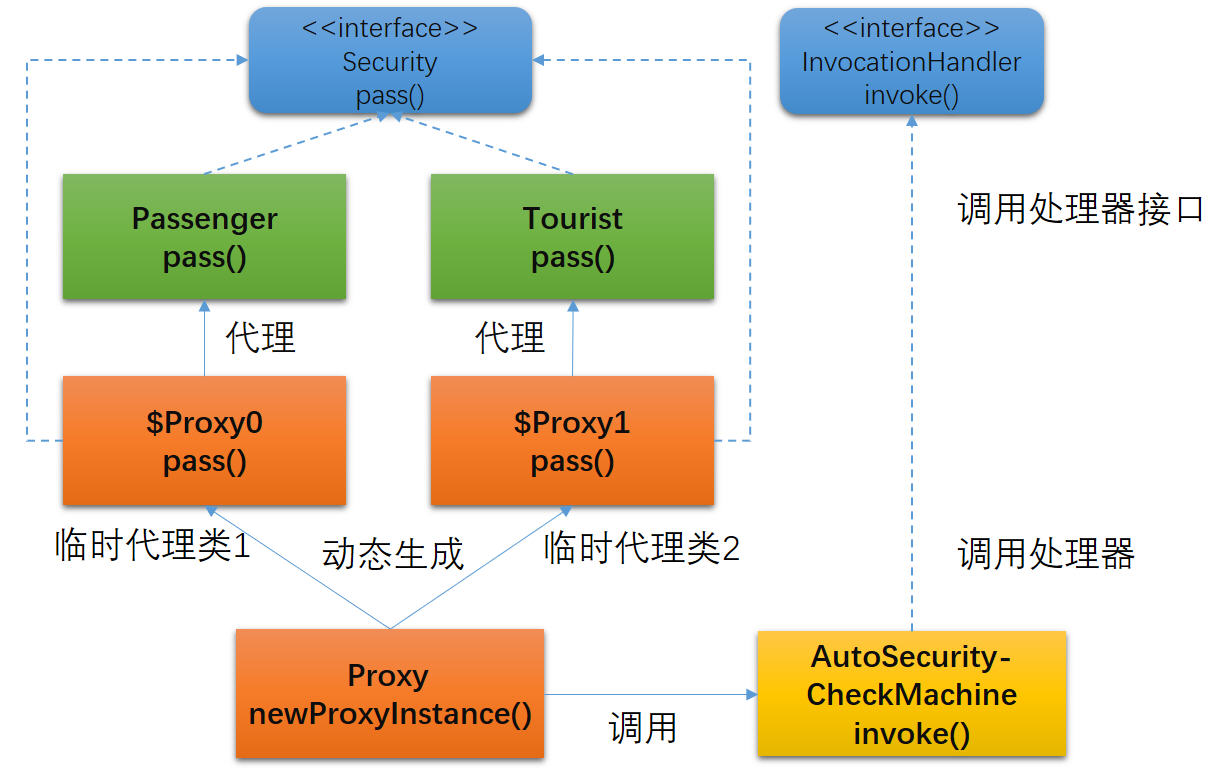 <<interface>>
Security
pass()
<<interface>>
InvocationHandler
invoke()
Passenger
pass()
Tourist
pass()
调用处理器接口
代理
代理
$Proxy0
pass()
$Proxy1
pass()
临时代理类1
动态生成
临时代理类2
调用处理器
Proxy
newProxyInstance()
调用
AutoSecurity-
CheckMachine
invoke()